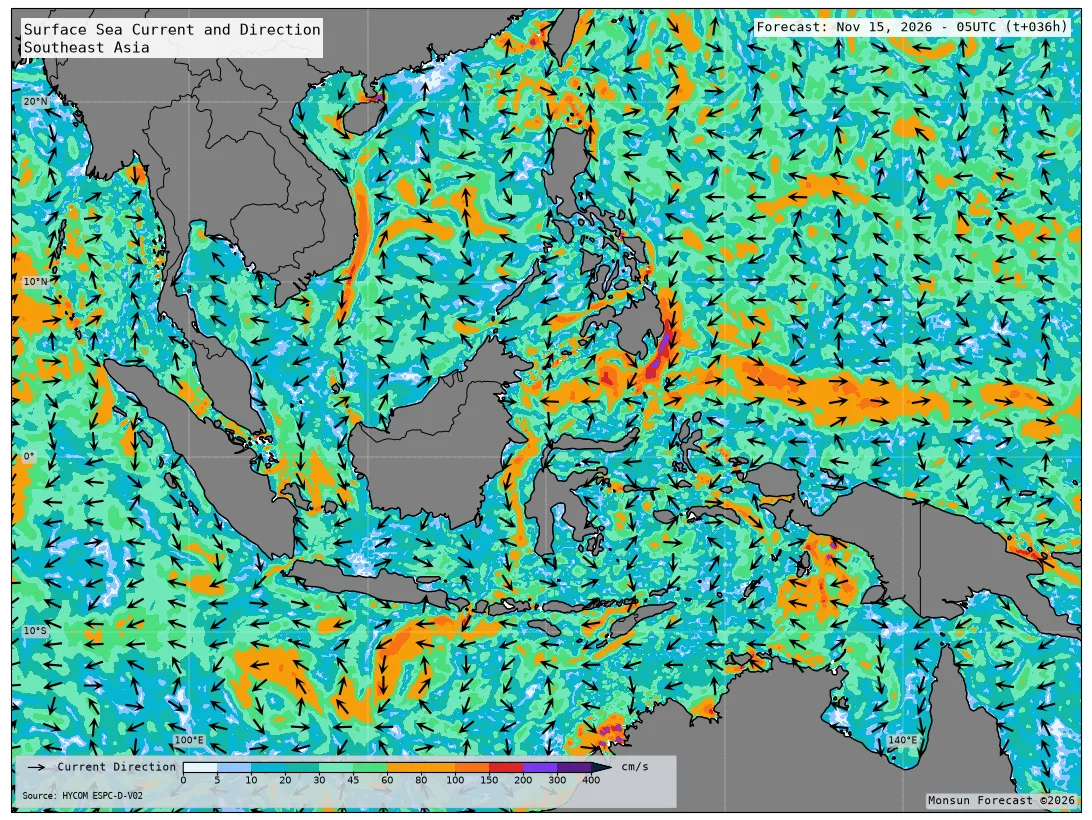 Surface Sea Current and Direction
Southeast Asia
Forecast: Nov 15, 2026 - 05UTC (t+036h)
20°N
10°N
0°
10°S
100°E
140°E
Current Direction
0 5 10 20 30 45 60 80 100 150 200 300 400
cm/s
Source: HYCOM ESPC-D-V02
Monsun Forecast ©2026